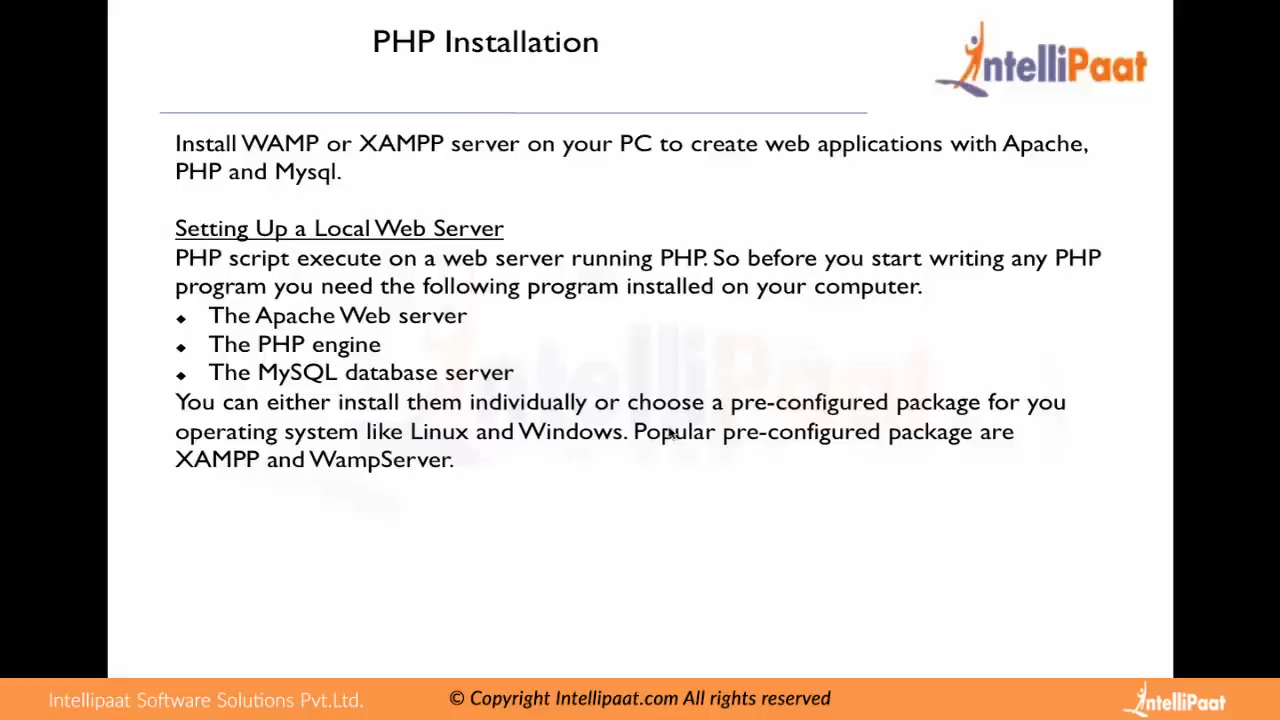 PHP Installation
IntelliPaat
Install WAMP or XAMPP server on your PC to create web applications with Apache,
PHP and Mysql.
Setting Up a Local Web Server
PHP script execute on a web server running PHP. So before you start writing any PHP
program you need the following program installed on your computer.
The Apache Web server
The PHP engine
The MySQL database server
You can either install them individually or choose a pre-configured package for you
operating system like Linux and Windows. Popular pre-configured package are
XAMPP and WampServer.
IntelliPaat
Intellipaat Software Solutions Pvt.Ltd.
© Copyright Intellipaat.com All rights reserved
IntelliPaat